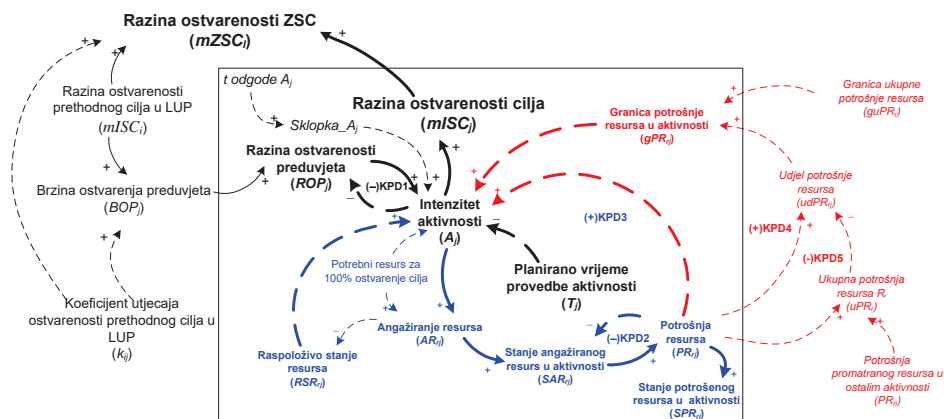 Razina ostvarenosti ZSC
(mZSCi)
Razina ostvarenosti
prethodnog cilja u LUP
(mISCi)
Brzina ostvarenja preduvjeta
(BOPj)
Koeficijent utjecaja
ostvarenosti prethodnog cilja u
LUP
(kij)
t odgode Aj
Sklopka_Aj
Razina ostvarenosti cilja
(mISCj)
Razina ostvarenosti
preduvjeta
(ROPj)
(–)KPD1
Intenzitet
aktivnosti
(Aj)
Potrebni resurs za
100% ostvarenje cilja
Planirano vrijeme
provedbe aktivnosti
(Tj)
Raspoloživo stanje
resursa
(RSRrj)
Angažiranje resursa
(ARrj)
Stanje angažiranog
resurs u aktivnosti
(SARrj)
(–)KPD2
Potrošnja
resursa
(PRrj)
Stanje potrošenog
resursa u aktivnosti
(SPRrj)
Granica potrošnje
resursa u aktivnosti
(gPRrj)
(+)KPD3
Granica ukupne
potrošnje resursa
(guPRr)
Udjel potrošnje
resursa
(udPRrj)
(+)KPD4
(-)KPD5
Ukupna potrošnja
resursa Rr
(uPRr)
Potrošnja
promatranog resursa u
ostalim aktivnosti
(PRri)